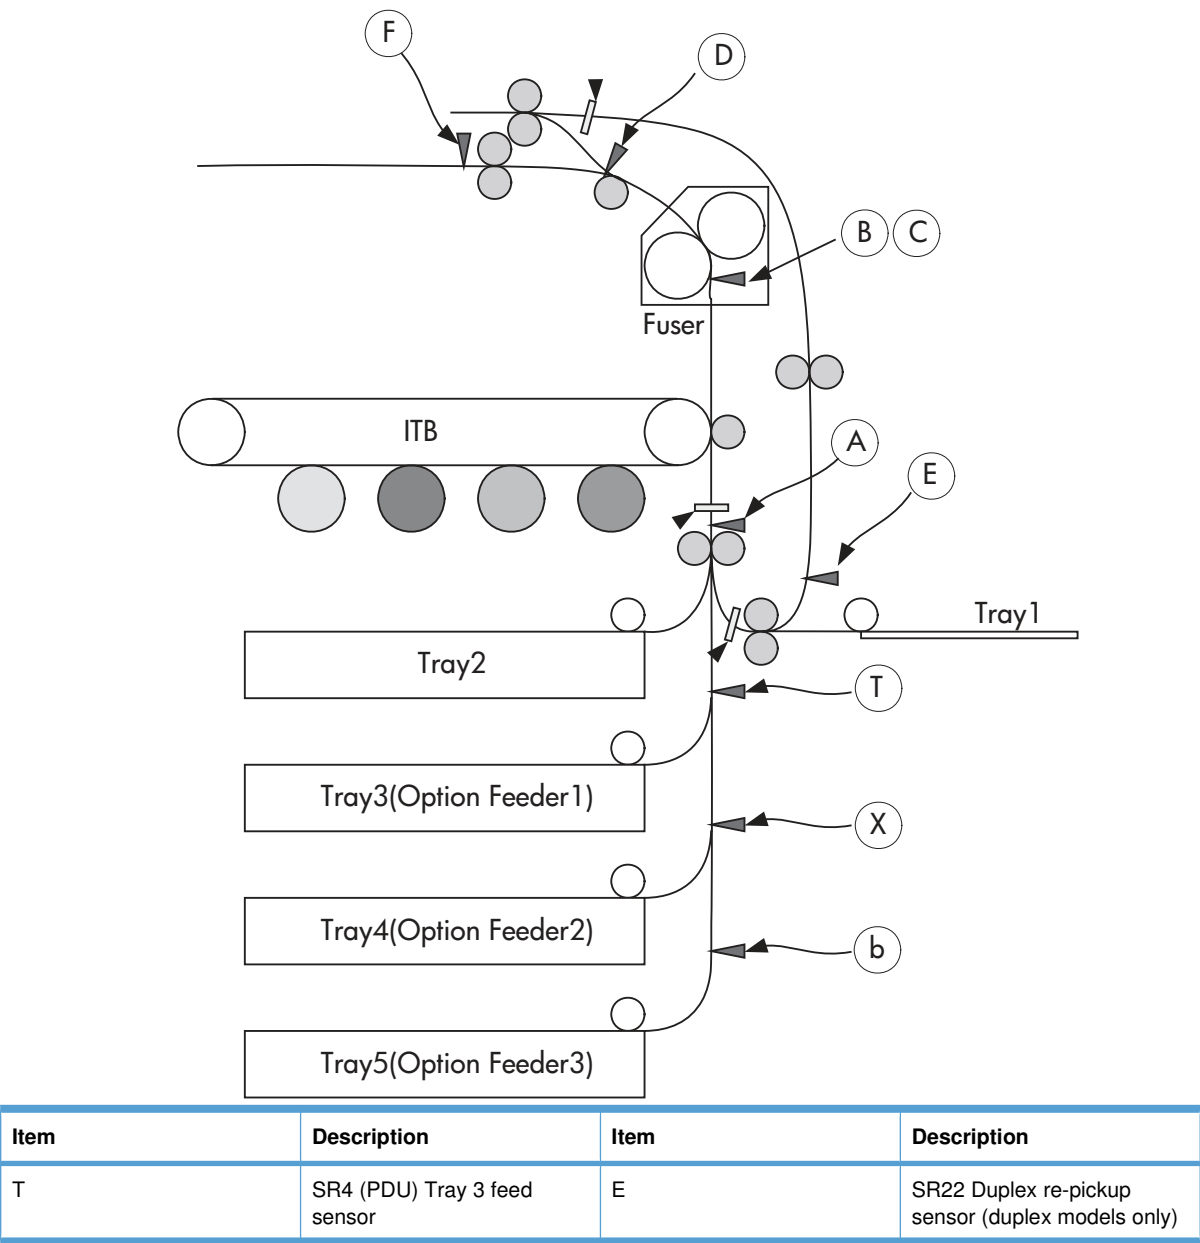 F
D
B C
Fuser
ITB
A
E
Tray1
Tray2
T
Tray3(Option Feeder1)
X
Tray4(Option Feeder2)
b
Tray5(Option Feeder3)
Item Description Item Description
T SR4 (PDU) Tray 3 feed E SR22 Duplex re-pickup
sensor sensor (duplex models only)